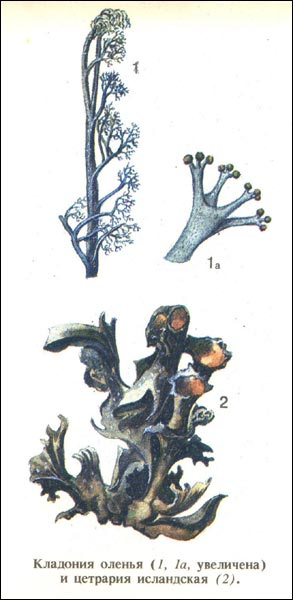 1
1а
2
Кладония оленья (1, 1а, увеличена)
и цетрария исландская (2).